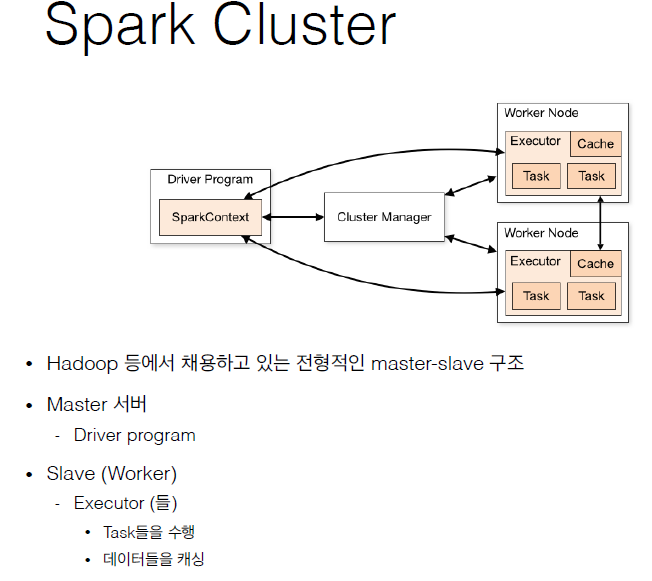 Spark Cluster
Driver Program
SparkContext
Cluster Manager
Worker Node
Executor
Cache
Task
Task
Worker Node
Executor
Cache
Task
Task
• Hadoop 등에서 채용하고 있는 전형적인 master-slave 구조
• Master 서버
- Driver program
• Slave (Worker)
- Executor (들)
• Task들을 수행
• 데이터들을 캐싱